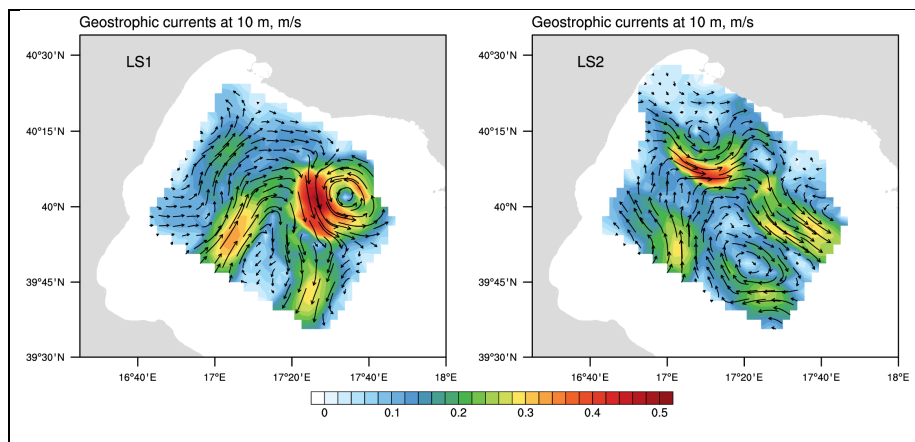 Geostrophic currents at 10 m, m/s
Geostrophic currents at 10 m, m/s
LS1
LS2
40°30'N
40°15'N
40°N
39°45'N
39°30'N
40°30'N
40°15'N
40°N
39°45'N
39°30'N
16°40'E 17°E 17°20'E 17°40'E 18°E
16°40'E 17°E 17°20'E 17°40'E 18°E
0 0.1 0.2 0.3 0.4 0.5